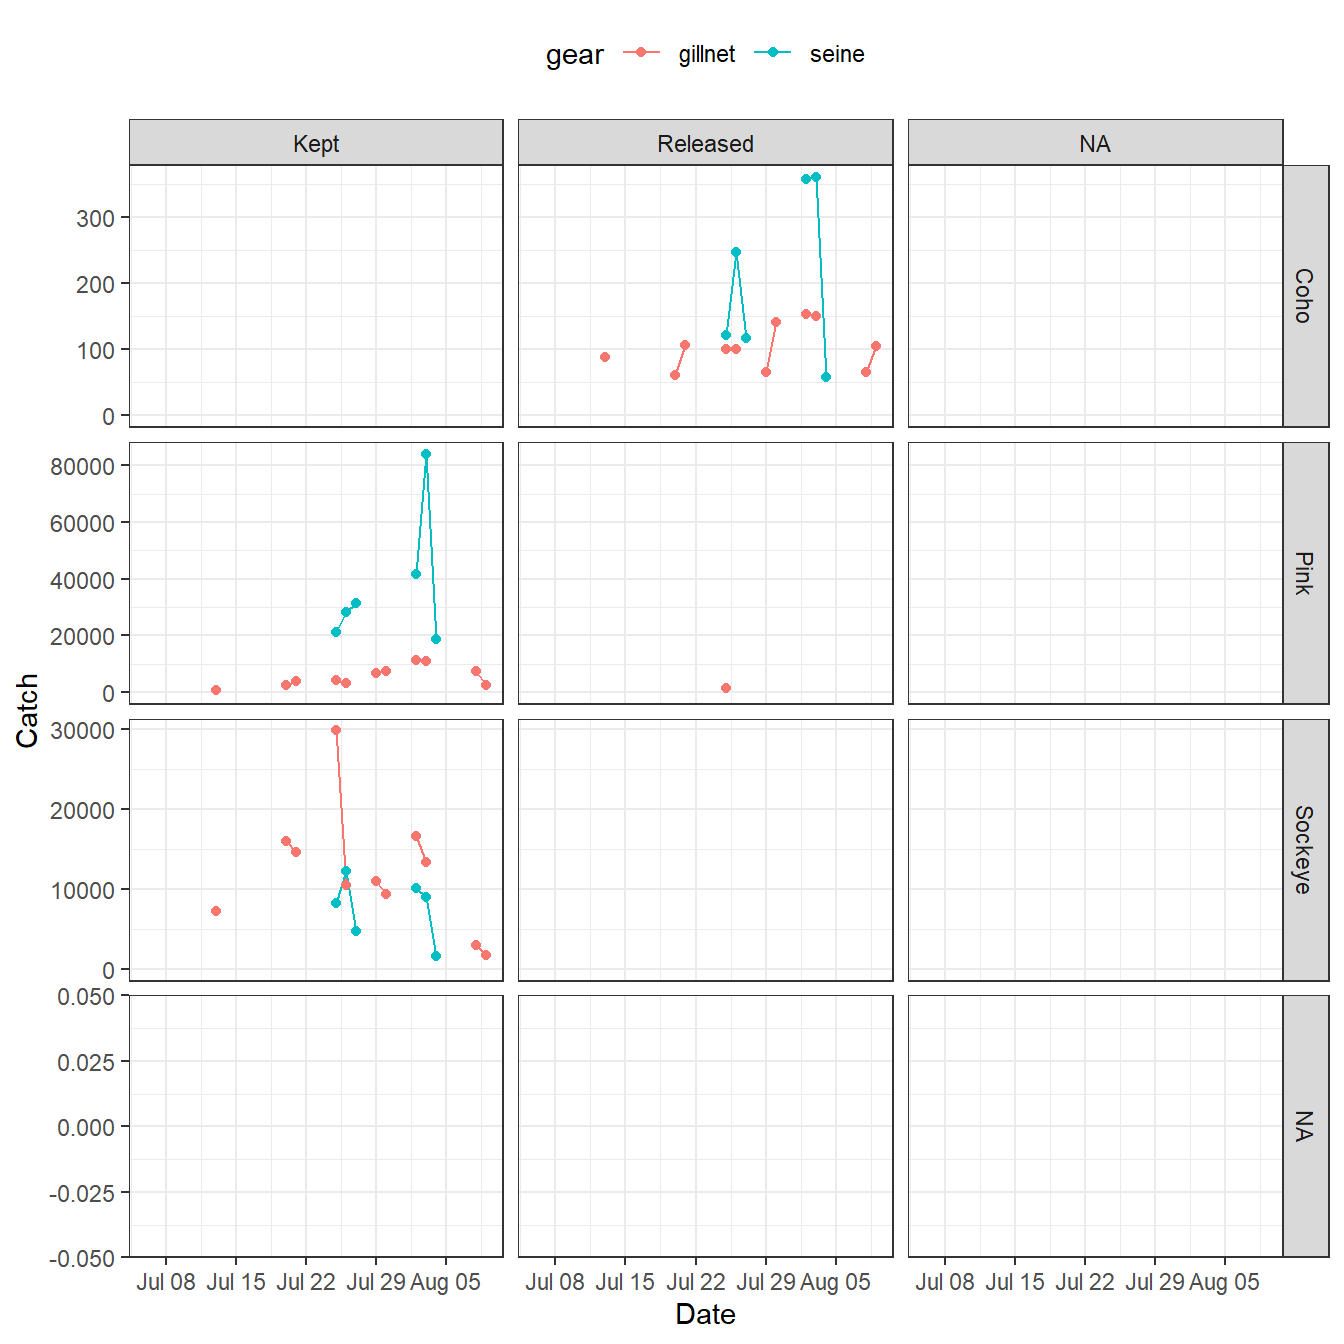 gear gillnet seine
Kept Released NA
300
200
100
0
Coho
80000
60000
40000
20000
0
Pink
Catch
30000
20000
10000
0
Sockeye
0.050
0.025
0.000
-0.025
-0.050
NA
Jul 08 Jul 15 Jul 22 Jul 29 Aug 05 Jul 08 Jul 15 Jul 22 Jul 29 Aug 05 Jul 08 Jul 15 Jul 22 Jul 29 Aug 05
Date